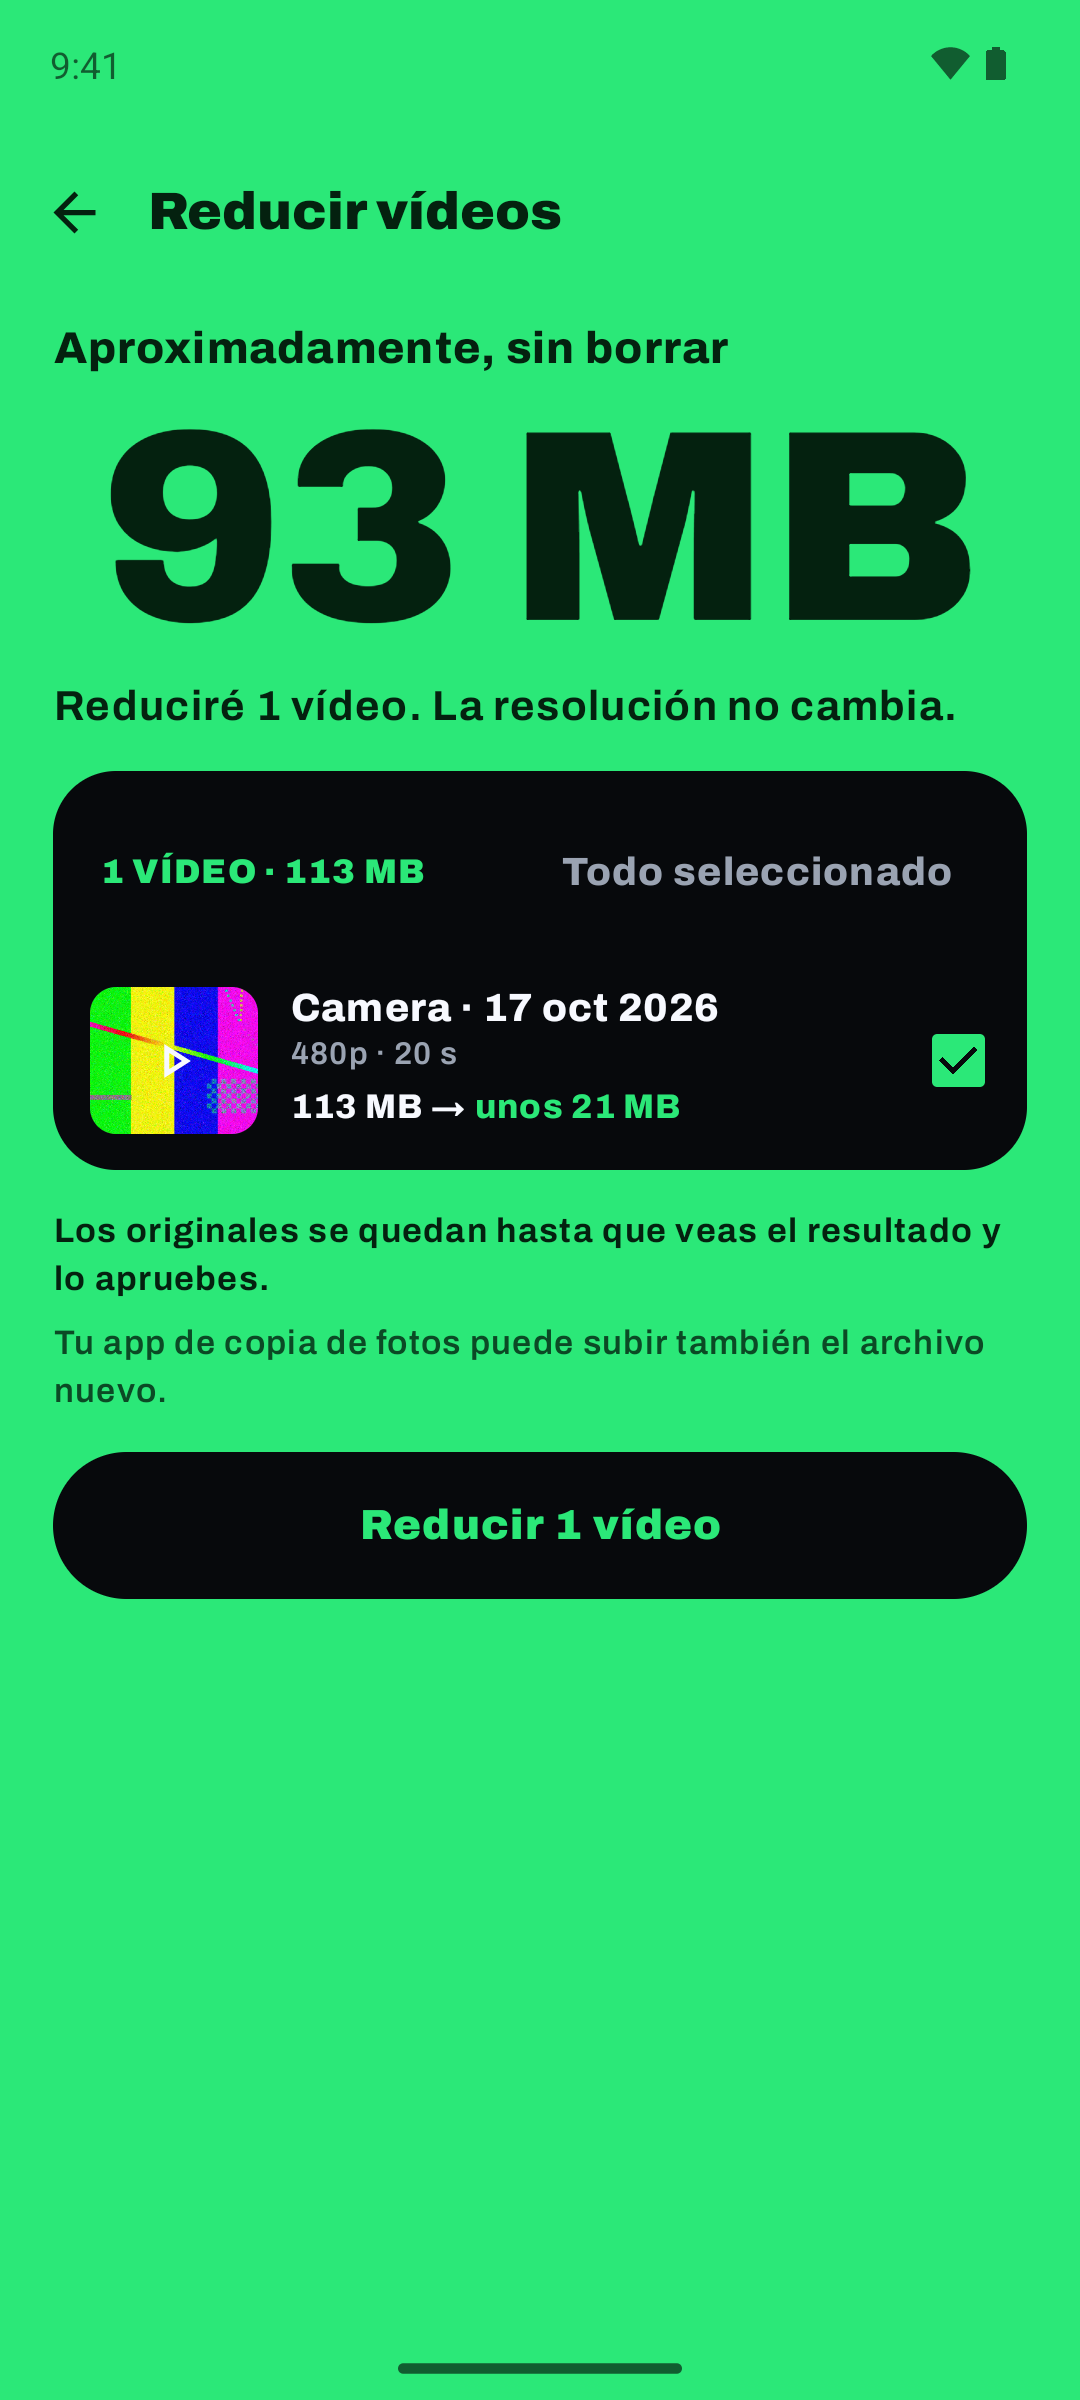 9:41
Reducir vídeos
Aproximadamente, sin borrar
93 MB
Reduciré 1 vídeo. La resolución no cambia.
1 VÍDEO · 113 MB
Todo seleccionado
Camera · 17 oct 2026
480p · 20 s
113 MB → unos 21 MB
Los originales se quedan hasta que veas el resultado y
lo apruebes.
Tu app de copia de fotos puede subir también el archivo
nuevo.
Reducir 1 vídeo